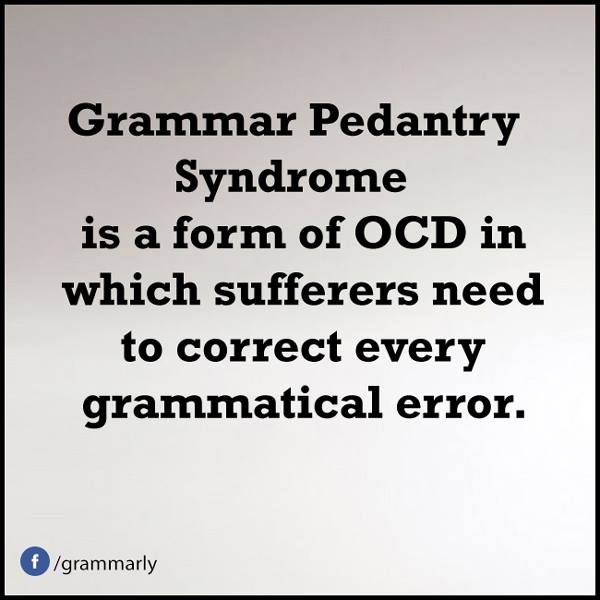 Grammar Pedantry
Syndrome
is a form of OCD in
which sufferers need
to correct every
grammatical error.
f /grammarly